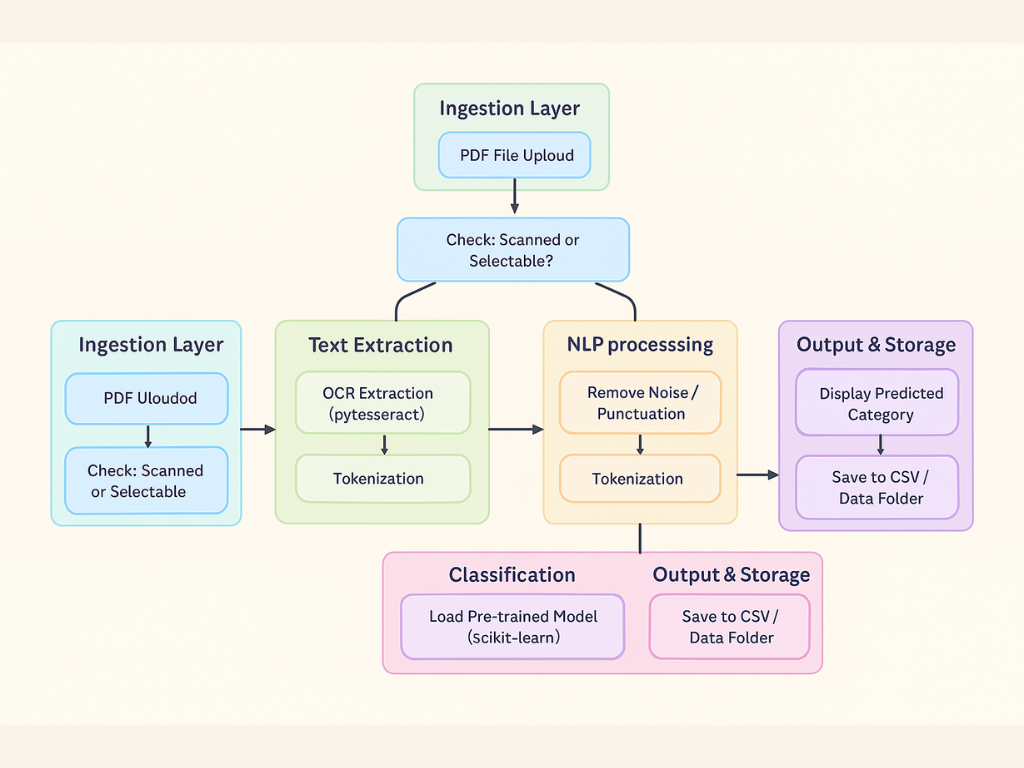 Ingestion Layer
PDF File Uploud
Check: Scanned or
Selectable?
Ingestion Layer
PDF Uloudod
Check: Scanned
or Selectable
Text Extraction
OCR Extraction
(pytesseract)
Tokenization
NLP processsing
Remove Noise /
Punctuation
Tokenization
Output & Storage
Display Predicted
Category
Save to CSV /
Data Folder
Classification
Load Pre-trained Model
(scikit-learn)
Output & Storage
Save to CSV /
Data Folder